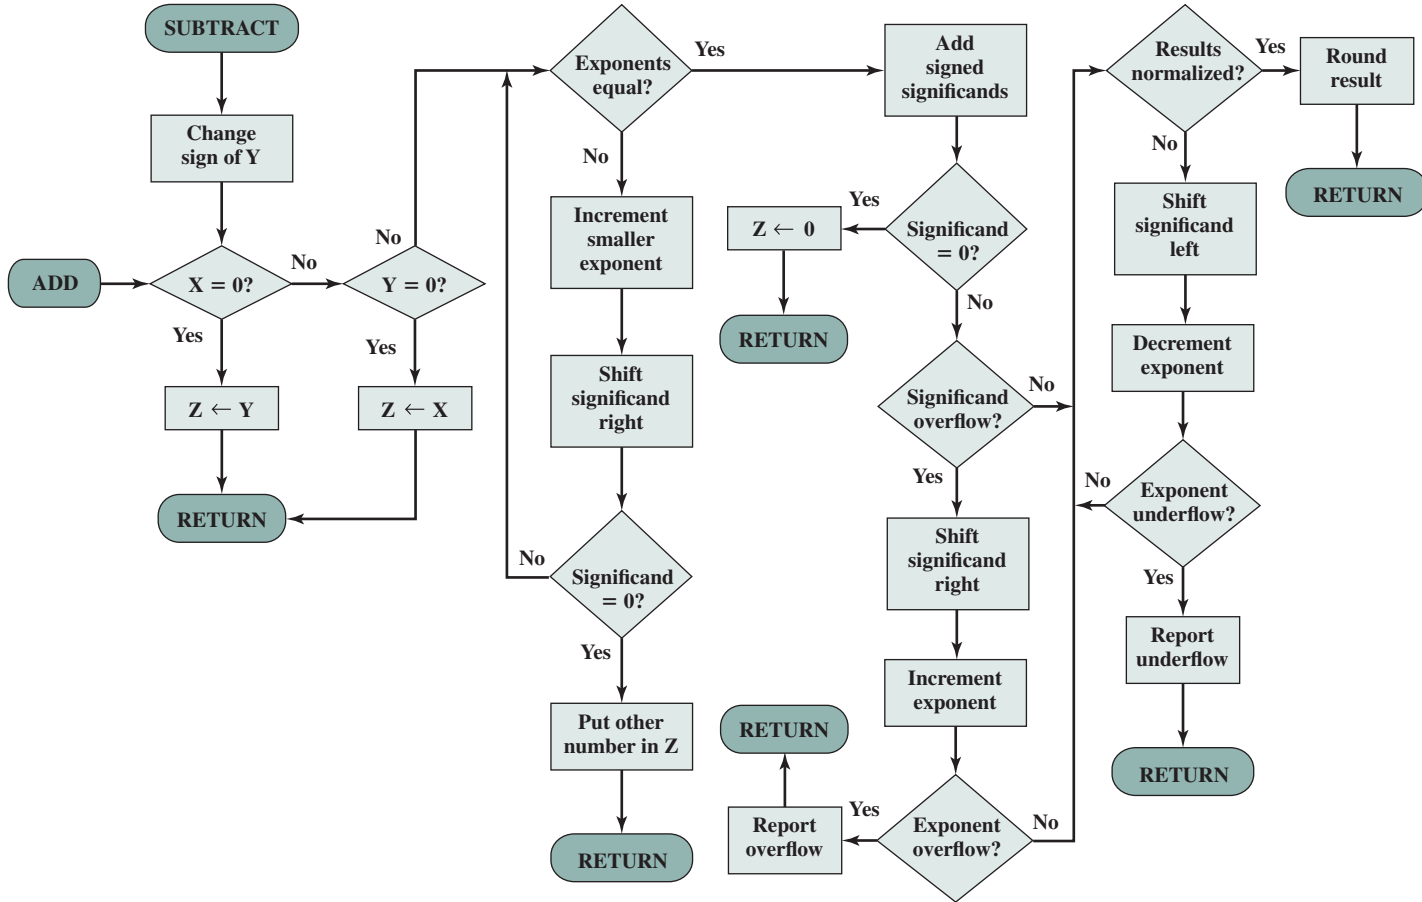 SUBTRACT
Change
sign of Y
ADD
X = 0?
No
Yes
Z ← Y
RETURN
Y = 0?
No
Yes
Z ← X
Exponents
equal?
Yes
No
Increment
smaller
exponent
Shift
significand
right
Significand
= 0?
No
Yes
Put other
number in Z
RETURN
Add
signed
significands
Significand
= 0?
Yes
Z ← 0
RETURN
No
Significand
overflow?
No
Yes
Shift
significand
right
Increment
exponent
Exponent
overflow?
Yes
Report
overflow
RETURN
No
Results
normalized?
Yes
Round
result
RETURN
No
Shift
significand
left
Decrement
exponent
Exponent
underflow?
No
Yes
Report
underflow
RETURN